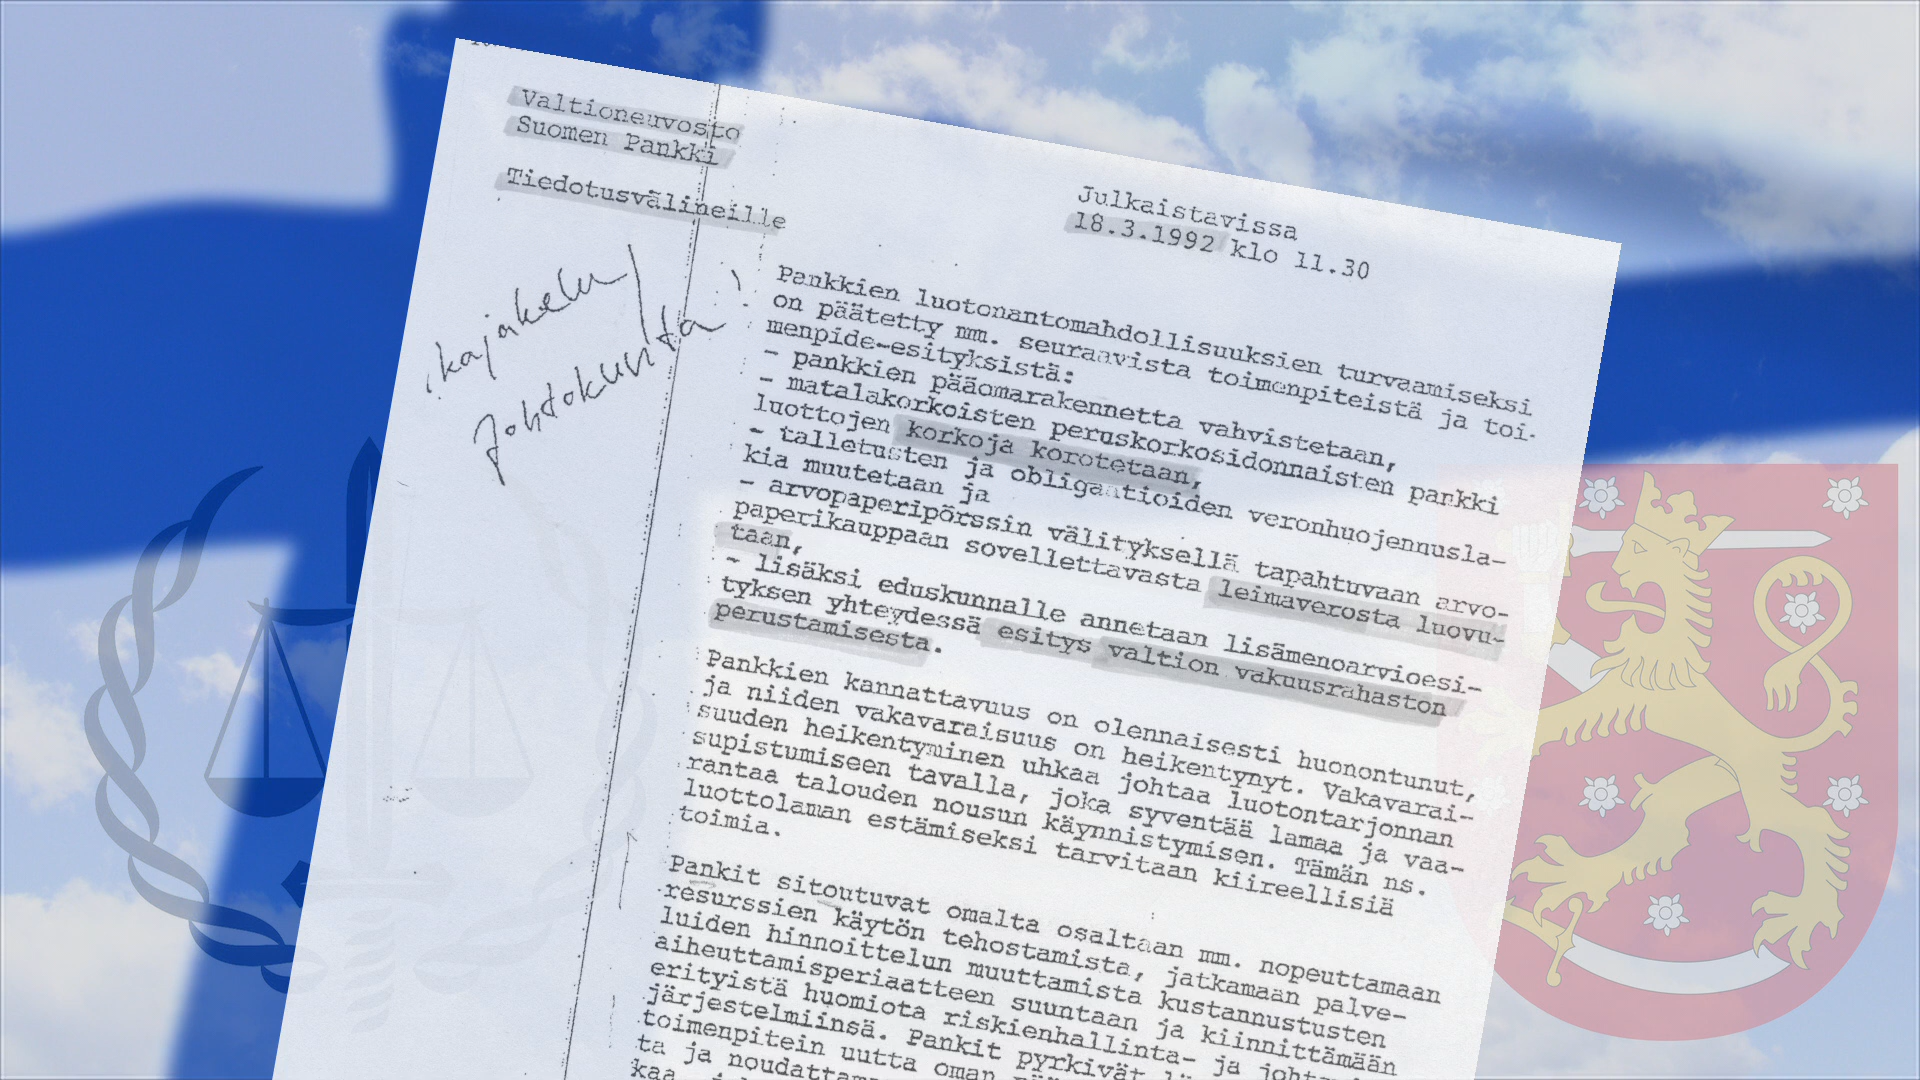 Valtioneuvosto
Suomen Pankki
Tiedotusvälineille
Julkaistavissa
18.3.1992 klo 11.30
Johtokunta
Pankkien luotonantomahdollisuuksien turvaamiseksi
on päätetty mm. seuraavista toimenpiteistä ja toi-
menpide-esityksistä:
- pankkien pääomarakennetta vahvistetaan,
- matalakorkoisten peruskorkosidonnaisten pankki
luottojen korkoja korotetaan,
- talletusten ja obligaatioiden veronhuojennusla-
kia muutetaan ja
- arvopaperipörssin välityksellä tapahtuvaan arvo-
paperikauppaan sovellettavasta leimaverosta luovu-
taan,
- lisäksi eduskunnalle annetaan lisämenoarvioesi-
tyksen yhteydessä esitys valtion vakuusrahaston
perustamisesta.
Pankkien kannattavuus on olennaisesti huonontunut,
ja niiden vakavaraisuus on heikentynyt. Vakavarai-
suuden heikentyminen uhkaa johtaa luotontarjonnan
supistumiseen tavalla, joka syventää lamaa ja vaa-
rantaa talouden nousun käynnistymisen. Tämän ns.
luottolaman estämiseksi tarvitaan kiireellisiä
toimia.
Pankit sitoutuvat omalta osaltaan mm. nopeuttamaan
resurssien käytön tehostamista, jatkamaan palve-
luiden hinnoittelun muuttamista kustannustusten
aiheuttamisperiaatteen suuntaan ja kiinnittämään
erityistä huomiota riskienhallinta- ja
järjestelmiinsä. Pankit pyrkivät
toimenpitein uutta oman
ta ja